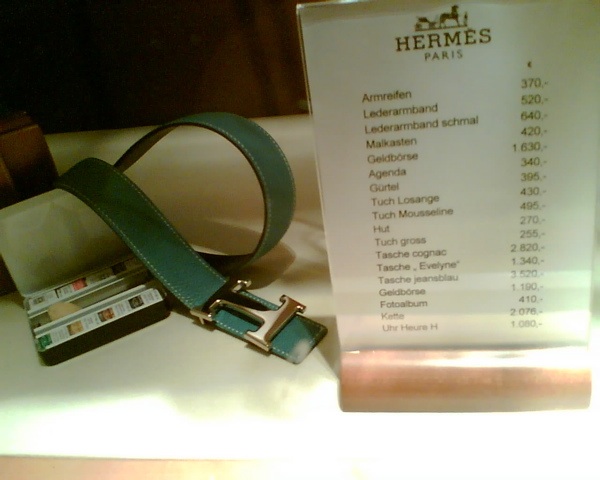 HERMÈS
PARIS
€
Armreifen 370,-
Lederarmband 520,-
Lederarmband schmal 640,-
Malkasten 420,-
Geldbörse 1.630,-
Agenda 340,-
Gürtel 395,-
Tuch Losange 430,-
Tuch Mousseline 495,-
Hut 270,-
Tuch gross 255,-
Tasche cognac 2.820,-
Tasche „ Evelyne" 1.340,-
Tasche jeansblau 3.520,-
Geldbörse 1.190,-
Fotoalbum 410,-
Kette 2.078,-
Uhr Heure H 1.080,-